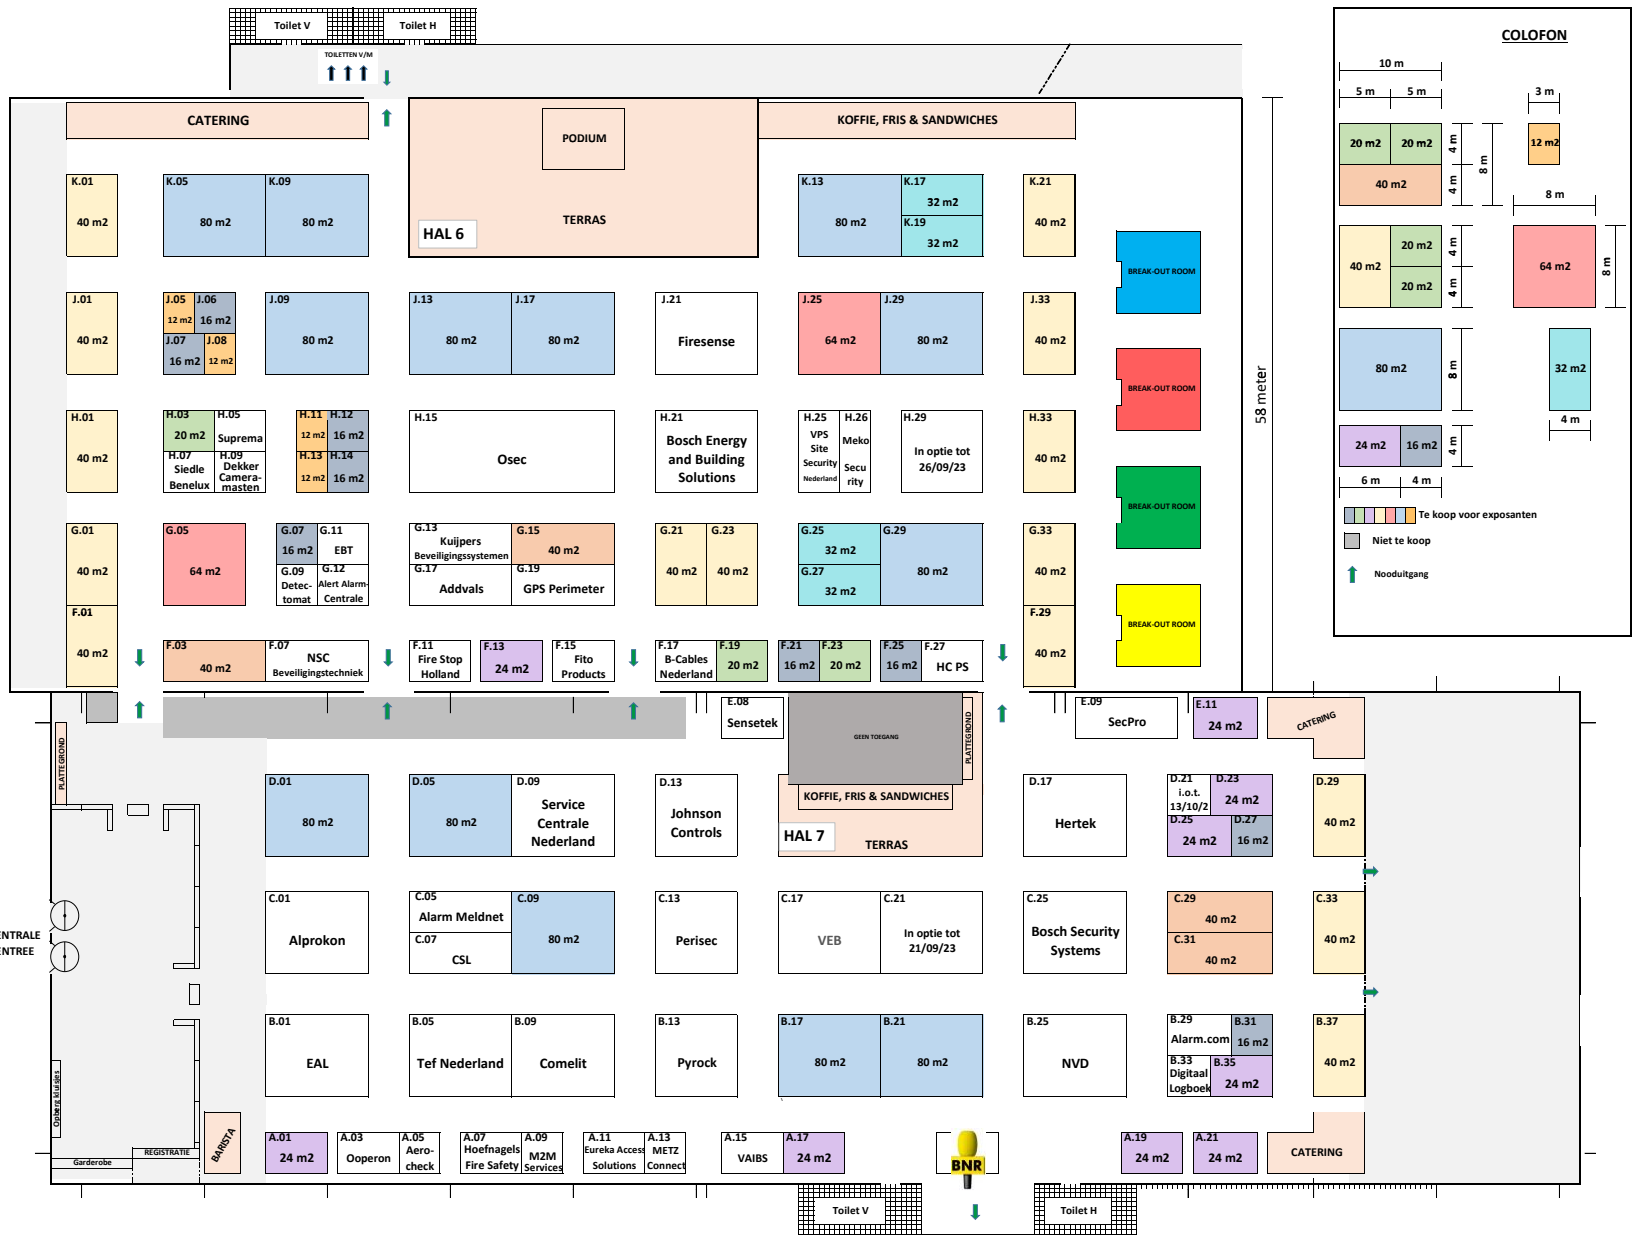 Toilet V
Toilet H
TOILETTEN V/M
CATERING
PODIUM
TERRAS
HAL 6
KOFFIE, FRIS & SANDWICHES
K.01
40 m2
K.05
80 m2
K.09
80 m2
K.13
80 m2
K.17
32 m2
K.19
32 m2
K.21
40 m2
BREAK-OUT ROOM
J.01
40 m2
J.05
12 m2
J.06
16 m2
J.07
16 m2
J.08
12 m2
J.09
80 m2
J.13
80 m2
J.17
80 m2
J.21
Firesense
J.25
64 m2
J.29
80 m2
J.33
40 m2
BREAK-OUT ROOM
58 meter
H.01
40 m2
H.03
20 m2
H.05
Suprema
H.07
Siedle
Benelux
H.09
Dekker
Camera-
masten
H.11
12 m2
H.12
16 m2
H.13
12 m2
H.14
16 m2
H.15
Osec
H.21
Bosch Energy
and Building
Solutions
H.25
VPS
Site
Security
Nederland
H.26
Meko
Secu
rity
H.29
In optie tot
26/09/23
H.33
40 m2
BREAK-OUT ROOM
G.01
40 m2
G.05
64 m2
G.07
16 m2
G.11
EBT
G.09
Detec-
tomat
G.12
Alert Alarm-
Centrale
G.13
Kuijpers
Beveiligingssystemen
G.15
40 m2
G.17
Addvals
G.19
GPS Perimeter
G.21
40 m2
G.23
40 m2
G.25
32 m2
G.27
32 m2
G.29
80 m2
G.33
40 m2
BREAK-OUT ROOM
F.01
40 m2
F.03
40 m2
F.07
NSC
Beveiligingstechniek
F.11
Fire Stop
Holland
F.13
24 m2
F.15
Fito
Products
F.17
B-Cables
Nederland
F.19
20 m2
F.21
16 m2
F.23
20 m2
F.25
16 m2
F.27
HC PS
F.29
40 m2
E.08
Sensetek
GEEN TOEGANG
PLATTEGROND
E.09
SecPro
E.11
24 m2
CATERING
PLATTEGROND
D.01
80 m2
D.05
80 m2
D.09
Service
Centrale
Nederland
D.13
Johnson
Controls
KOFFIE, FRIS & SANDWICHES
HAL 7
TERRAS
D.17
Hertek
D.21
i.o.t.
13/10/2
D.23
24 m2
D.25
24 m2
D.27
16 m2
D.29
40 m2
ENTRALE
ENTREE
C.01
Alprokon
C.05
Alarm Meldnet
C.07
CSL
C.09
80 m2
C.13
Perisec
C.17
VEB
C.21
In optie tot
21/09/23
C.25
Bosch Security
Systems
C.29
40 m2
C.31
40 m2
C.33
40 m2
B.01
EAL
B.05
Tef Nederland
B.09
Comelit
B.13
Pyrock
B.17
80 m2
B.21
80 m2
B.25
NVD
B.29
Alarm.com
B.31
16 m2
B.33
Digitaal
Logboek
B.35
24 m2
B.37
40 m2
Opberg kluisjes
Garderobe
REGISTRATIE
BARISTA
A.01
24 m2
A.03
Ooperon
A.05
Aero-
check
A.07
Hoefnagels
Fire Safety
A.09
M2M
Services
A.11
Eureka Access
Solutions
A.13
METZ
Connect
A.15
VAIBS
A.17
24 m2
BNR
A.19
24 m2
A.21
24 m2
CATERING
Toilet V
Toilet H
COLOFON
10 m
5 m
5 m
3 m
20 m2
20 m2
40 m2
4 m
4 m
8 m
12 m2
8 m
40 m2
20 m2
20 m2
4 m
4 m
64 m2
8 m
80 m2
8 m
32 m2
4 m
24 m2
16 m2
4 m
6 m
4 m
Te koop voor exposanten
Niet te koop
Nooduitgang